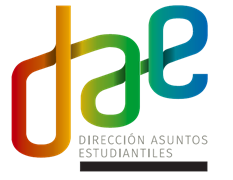 dae
DIRECCIÓN ASUNTOS
ESTUDIANTILES